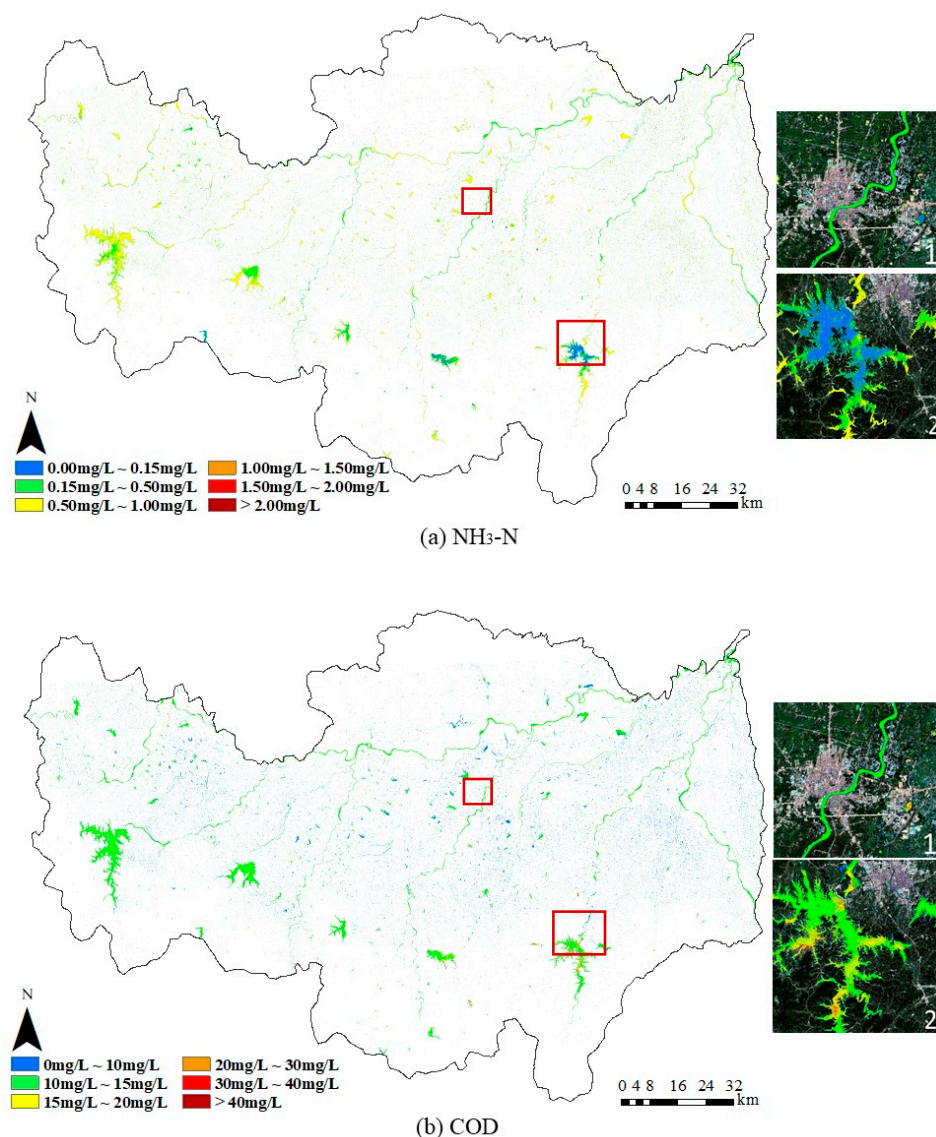 1
2
N
0.00mg/L ~ 0.15mg/L 1.00mg/L ~ 1.50mg/L
0.15mg/L ~ 0.50mg/L 1.50mg/L ~ 2.00mg/L
0.50mg/L ~ 1.00mg/L > 2.00mg/L
0 4 8 16 24 32
km
(a) NH₃-N
1
2
N
0mg/L ~ 10mg/L 20mg/L ~ 30mg/L
10mg/L ~ 15mg/L 30mg/L ~ 40mg/L
15mg/L ~ 20mg/L > 40mg/L
0 4 8 16 24 32
km
(b) COD